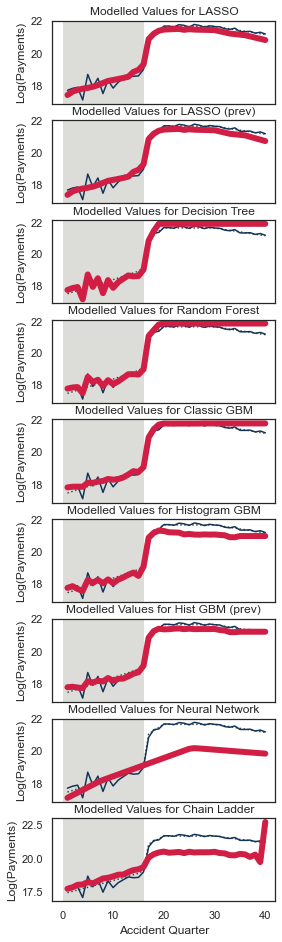 Modelled Values for LASSO
22
20
18
Log(Payments)
Modelled Values for LASSO (prev)
22
20
18
Log(Payments)
Modelled Values for Decision Tree
22
20
18
Log(Payments)
Modelled Values for Random Forest
22
20
18
Log(Payments)
Modelled Values for Classic GBM
22
20
18
Log(Payments)
Modelled Values for Histogram GBM
22
20
18
Log(Payments)
Modelled Values for Hist GBM (prev)
22
20
18
Log(Payments)
Modelled Values for Neural Network
22
20
18
Log(Payments)
Modelled Values for Chain Ladder
22.5
20.0
17.5
Log(Payments)
0 10 20 30 40
Accident Quarter